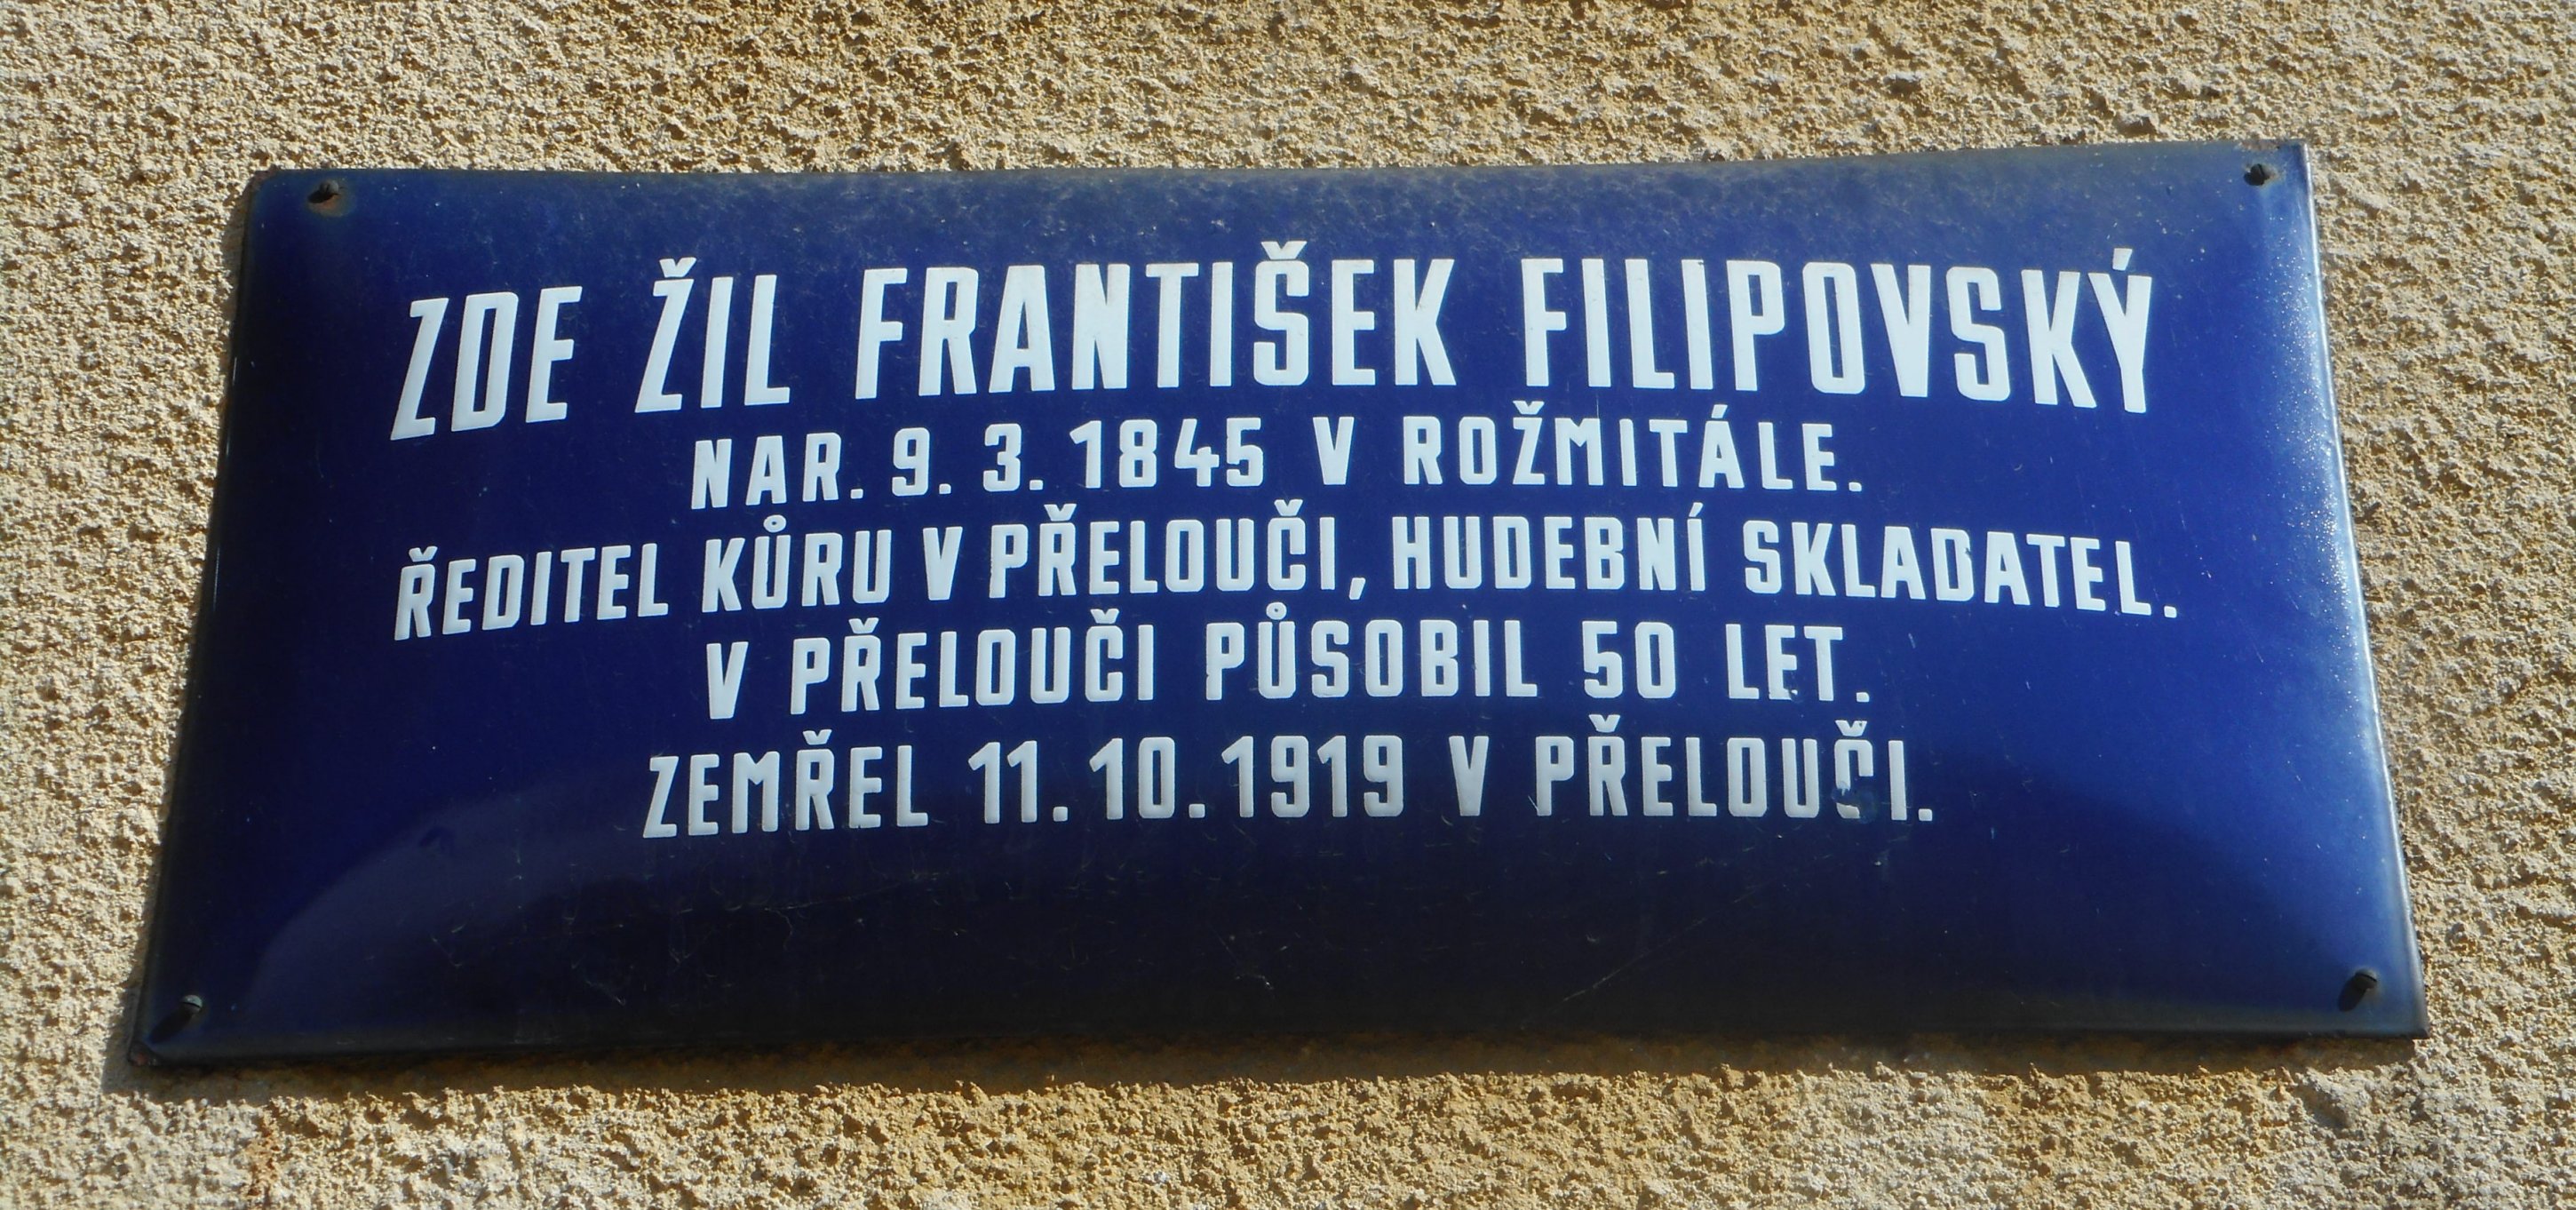 ZDE ŽIL FRANTIŠEK FILIPOVSKÝ
NAR. 9. 3. 1845 V ROŽMITÁLE.
ŘEDITEL KŮRU V PŘELOUČI, HUDEBNÍ SKLADATEL.
V PŘELOUČI PŮSOBIL 50 LET.
ZEMŘEL 11. 10. 1919 V PŘELOUČI.